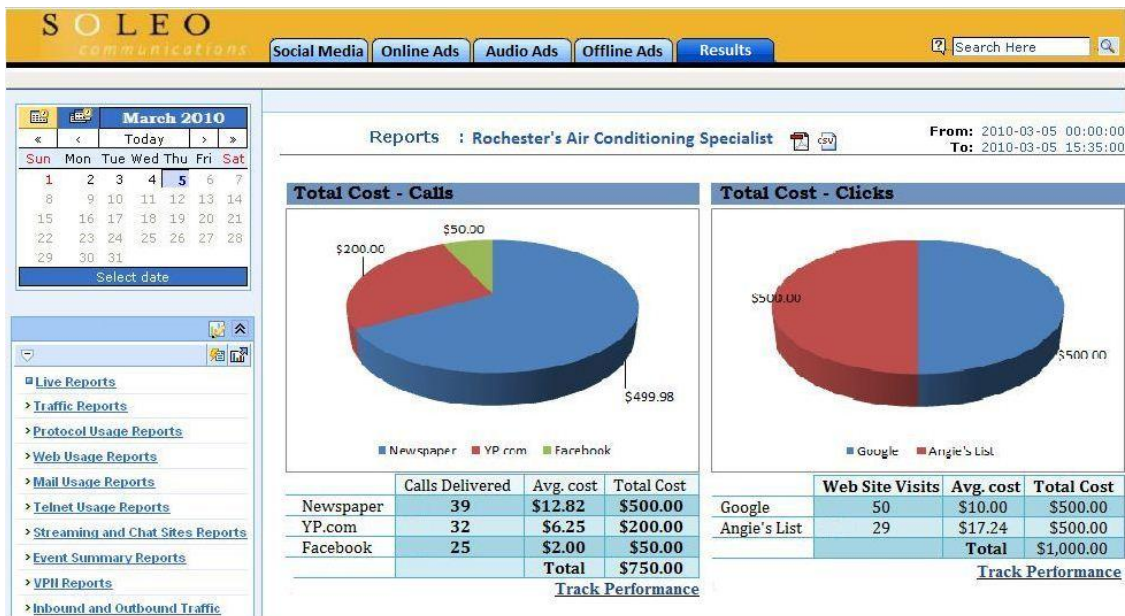 SOLEO
communications
Social Media
Online Ads
Audio Ads
Offline Ads
Results
Search Here
March 2010
« ‹ Today › »
Sun Mon Tue Wed Thu Fri Sat
1 2 3 4 5 6 7
8 9 10 11 12 13 14
15 16 17 18 19 20 21
22 23 24 25 26 27 28
29 30 31
Select date
Live Reports
Traffic Reports
Protocol Usage Reports
Web Usage Reports
Mail Usage Reports
Telnet Usage Reports
Streaming and Chat Sites Reports
Event Summary Reports
VPN Reports
Inbound and Outbound Traffic
Reports : Rochester's Air Conditioning Specialist
CSV
From: 2010-03-05 00:00:00
To: 2010-03-05 15:35:00
Total Cost - Calls
$50.00
$200.00
$499.98
Newspaper YP.com Facebook
Calls Delivered Avg. cost Total Cost
Newspaper 39 $12.82 $500.00
YP.com 32 $6.25 $200.00
Facebook 25 $2.00 $50.00
Total $750.00
Track Performance
Total Cost - Clicks
$500.00
$500.00
Google Angie's List
Web Site Visits Avg. cost Total Cost
Google 50 $10.00 $500.00
Angie's List 29 $17.24 $500.00
Total $1,000.00
Track Performance